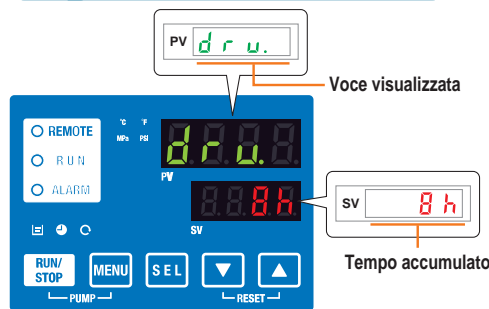 PV dru.
Voce visualizzata
REMOTE
°C °F
MPa PSI
RUN
dru.
ALARM
PV
8h
SV
SV 8h
Tempo accumulato
RUN/STOP MENU SEL
PUMP RESET